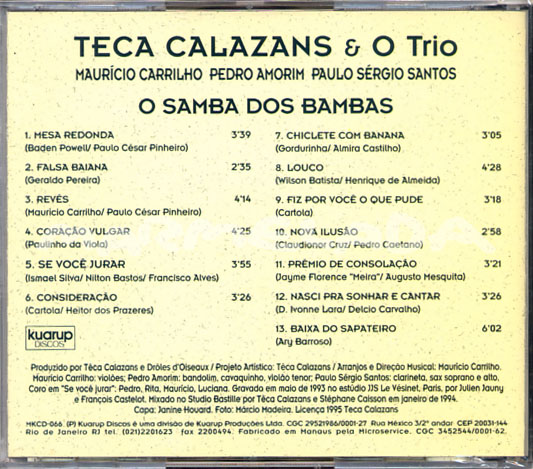 TECA CALAZANS & O Trio
MAURÍCIO CARRILHO PEDRO AMORIM PAULO SÉRGIO SANTOS
O SAMBA DOS BAMBAS
1. MESA REDONDA 3'39
(Baden Powell/ Paulo César Pinheiro)
2. FALSA BAIANA 2'35
(Geraldo Pereira)
3. REVÉS 4'14
(Maurício Carrilho/ Paulo César Pinheiro)
4. CORAÇÃO VULGAR 4'25
(Paulinho da Viola)
5. SE VOCÊ JURAR 3'55
(Ismael Silva/ Nilton Bastos/ Francisco Alves)
6. CONSIDERAÇÃO 3'26
(Cartola/ Heitor dos Prazeres)
7. CHICLETE COM BANANA 3'05
(Gordurinha/ Almira Castilho)
8. LOUCO 4'28
(Wilson Batista/ Henrique de Almeida)
9. FIZ POR VOCÊ O QUE PUDE 3'18
(Cartola)
10. NOVA ILUSÃO 2'58
(Claudionor Cruz/ Pedro Caetano)
11. PRÊMIO DE CONSOLAÇÃO 3'21
(Jayme Florence "Meira"/ Augusto Mesquita)
12. NASCI PRA SONHAR E CANTAR 3'26
(D. Ivonne Lara/ Delcio Carvalho)
13. BAIXA DO SAPATEIRO 6'02
(Ary Barroso)
kuarup
DISCOS
Produzido por Téca Calazans e Drôles d'Oiseaux / Projeto Artístico: Téca Calazans / Arranjos e Direção Musical: Maurício Carrilho.
Maurício Carrilho: violões; Pedro Amorim: bandolim, cavaquinho, violão tenor; Paulo Sérgio Santos: clarineta, sax soprano e alto,
Coro em "Se você jurar": Pedro, Rita, Maurício, Luciana. Gravado em maio de 1993 no estúdio JJS Le Vésinet, Paris, por Julien Jauny
e François Castelot. Mixado no Studio Bastille por Téca Calazans e Stéphane Caisson em janeiro de 1994.
Capa: Janine Houard. Foto: Márcio Madeira. Licença 1995 Teca Calazans
MKCD-066 (P) Kuarup Discos é uma divisão de Kuarup Produções Ltda. CGC 29521986/0001-27 Rua México 3/2º andar CEP 20031-144
Rio de Janeiro RJ tel. (021)2201623 fax 2200494. Fabricado em Manaus pela Microservice. CGC 3452544/0001-62.